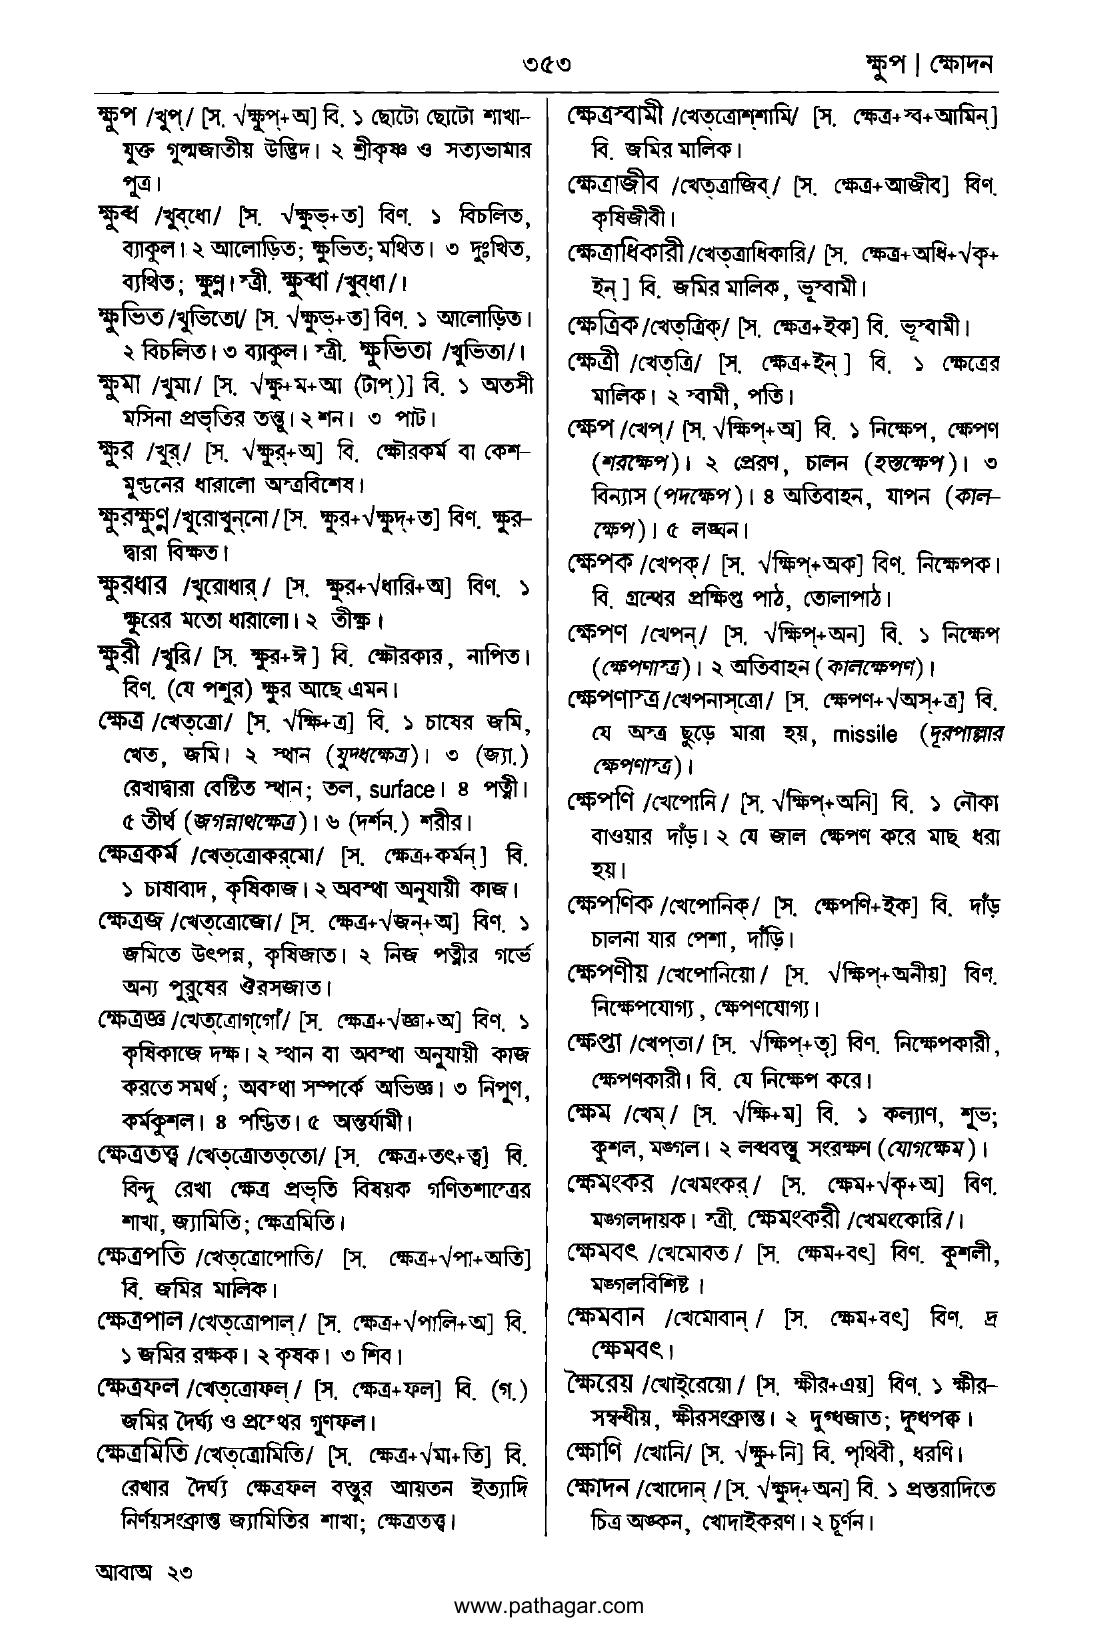 ৩৫৩
ক্ষুপ | ক্ষোদন
ক্ষুপ /খুপ্/ [স. √ক্ষুপ্+অ] বি. ১ ছোটো ছোটো শাখা-
যুক্ত গুল্মজাতীয় উদ্ভিদ। ২ শ্রীকৃষ্ণ ও সত্যভামার
পুত্র।
ক্ষুব্ধ /খুব্‌ধো/ [স. √ক্ষুভ্+ত] বিণ. ১ বিচলিত,
ব্যাকুল। ২ আলোড়িত; ক্ষুভিত; মথিত। ৩ দুঃখিত,
ব্যথিত; ক্ষুণ্ণ। স্ত্রী. ক্ষুব্ধা /খুব্‌ধা/।
ক্ষুভিত /খুভিতো/ [স. √ক্ষুভ্+ত] বিণ. ১ আলোড়িত।
২ বিচলিত। ৩ ব্যাকুল। স্ত্রী. ক্ষুভিতা /খুভিতা/।
ক্ষুমা /খুমা/ [স. √ক্ষু+ম+আ (টাপ্)] বি. ১ অতসী
মসিনা প্রভৃতির তন্তু। ২ শন। ৩ পাট।
ক্ষুর /খুর্/ [স. √ক্ষুর্+অ] বি. ক্ষৌরকর্ম বা কেশ-
মুণ্ডনের ধারালো অস্ত্রবিশেষ।
ক্ষুরক্ষুণ্ণ /খুরোখুন্‌নো/ [স. ক্ষুর+√ক্ষুদ্+ত] বিণ. ক্ষুর-
দ্বারা বিক্ষত।
ক্ষুরধার /খুরোধার্/ [স. ক্ষুর+√ধারি+অ] বিণ. ১
ক্ষুরের মতো ধারালো। ২ তীক্ষ্ণ।
ক্ষুরী /খুরি/ [স. ক্ষুর+ঈ] বি. ক্ষৌরকার, নাপিত।
বিণ. (যে পশুর) ক্ষুর আছে এমন।
ক্ষেত্র /খেত্‌ত্রো/ [স. √ক্ষি+ত্র] বি. ১ চাষের জমি,
খেত, জমি। ২ স্থান (যুদ্ধক্ষেত্র)। ৩ (জ্যা.)
রেখাদ্বারা বেষ্টিত স্থান; তল, surface। ৪ পত্নী।
৫ তীর্থ (জগন্নাথক্ষেত্র)। ৬ (দর্শন.) শরীর।
ক্ষেত্রকর্ম /খেত্‌ত্রোকর্‌মো/ [স. ক্ষেত্র+কর্মন্] বি.
১ চাষাবাদ, কৃষিকাজ। ২ অবস্থা অনুযায়ী কাজ।
ক্ষেত্রজ /খেত্‌ত্রোজো/ [স. ক্ষেত্র+√জন্+অ] বিণ. ১
জমিতে উৎপন্ন, কৃষিজাত। ২ নিজ পত্নীর গর্ভে
অন্য পুরুষের ঔরসজাত।
ক্ষেত্রজ্ঞ /খেত্‌ত্রোগ্‌গোঁ/ [স. ক্ষেত্র+√জ্ঞা+অ] বিণ. ১
কৃষিকাজে দক্ষ। ২ স্থান বা অবস্থা অনুযায়ী কাজ
করতে সমর্থ; অবস্থা সম্পর্কে অভিজ্ঞ। ৩ নিপুণ,
কর্মকুশল। ৪ পণ্ডিত। ৫ অন্তর্যামী।
ক্ষেত্রতত্ত্ব /খেত্‌ত্রোতত্‌তো/ [স. ক্ষেত্র+তৎ+ত্ব] বি.
বিন্দু রেখা ক্ষেত্র প্রভৃতি বিষয়ক গণিতশাস্ত্রের
শাখা, জ্যামিতি; ক্ষেত্রমিতি।
ক্ষেত্রপতি /খেত্‌ত্রোপোতি/ [স. ক্ষেত্র+√পা+অতি]
বি. জমির মালিক।
ক্ষেত্রপাল /খেত্‌ত্রোপাল্/ [স. ক্ষেত্র+√পালি+অ] বি.
১ জমির রক্ষক। ২ কৃষক। ৩ শিব।
ক্ষেত্রফল /খেত্‌ত্রোফল্/ [স. ক্ষেত্র+ফল] বি. (গ.)
জমির দৈর্ঘ্য ও প্রস্থের গুণফল।
ক্ষেত্রমিতি /খেত্‌ত্রোমিতি/ [স. ক্ষেত্র+√মা+তি] বি.
রেখার দৈর্ঘ্য ক্ষেত্রফল বস্তুর আয়তন ইত্যাদি
নির্ণয়সংক্রান্ত জ্যামিতির শাখা; ক্ষেত্রতত্ত্ব।
ক্ষেত্রস্বামী /খেত্‌ত্রোশ্‌শামি/ [স. ক্ষেত্র+স্ব+আমিন্]
বি. জমির মালিক।
ক্ষেত্রাজীব /খেত্‌ত্রাজিব্/ [স. ক্ষেত্র+আজীব] বিণ.
কৃষিজীবী।
ক্ষেত্রাধিকারী /খেত্‌ত্রাধিকারি/ [স. ক্ষেত্র+অধি+√কৃ+
ইন্] বি. জমির মালিক, ভূস্বামী।
ক্ষেত্রিক /খেত্‌ত্রিক্/ [স. ক্ষেত্র+ইক] বি. ভূস্বামী।
ক্ষেত্রী /খেত্‌ত্রি/ [স. ক্ষেত্র+ইন্] বি. ১ ক্ষেত্রের
মালিক। ২ স্বামী, পতি।
ক্ষেপ /খেপ্/ [স. √ক্ষিপ্+অ] বি. ১ নিক্ষেপ, ক্ষেপণ
(শরক্ষেপ)। ২ প্রেরণ, চালন (হস্তক্ষেপ)। ৩
বিন্যাস (পদক্ষেপ)। ৪ অতিবাহন, যাপন (কাল-
ক্ষেপ)। ৫ লঙ্ঘন।
ক্ষেপক /খেপক্/ [স. √ক্ষিপ্+অক] বিণ. নিক্ষেপক।
বি. গ্রন্থের প্রক্ষিপ্ত পাঠ, তোলাপাঠ।
ক্ষেপণ /খেপন্/ [স. √ক্ষিপ্+অন] বি. ১ নিক্ষেপ
(ক্ষেপণাস্ত্র)। ২ অতিবাহন (কালক্ষেপণ)।
ক্ষেপণাস্ত্র /খেপনাস্‌ত্রো/ [স. ক্ষেপণ+√অস্+ত্র] বি.
যে অস্ত্র ছুড়ে মারা হয়, missile (দূরপাল্লার
ক্ষেপণাস্ত্র)।
ক্ষেপণি /খেপোনি/ [স. √ক্ষিপ্+অনি] বি. ১ নৌকা
বাওয়ার দাঁড়। ২ যে জাল ক্ষেপণ করে মাছ ধরা
হয়।
ক্ষেপণিক /খেপোনিক্/ [স. ক্ষেপণি+ইক] বি. দাঁড়
চালনা যার পেশা, দাঁড়ি।
ক্ষেপণীয় /খেপোনিয়ো/ [স. √ক্ষিপ্+অনীয়] বিণ.
নিক্ষেপযোগ্য, ক্ষেপণযোগ্য।
ক্ষেপ্তা /খেপ্‌তা/ [স. √ক্ষিপ্+তৃ] বিণ. নিক্ষেপকারী,
ক্ষেপণকারী। বি. যে নিক্ষেপ করে।
ক্ষেম /খেম্/ [স. √ক্ষি+ম] বি. ১ কল্যাণ, শুভ;
কুশল, মঙ্গল। ২ লব্ধবস্তু সংরক্ষণ (যোগক্ষেম)।
ক্ষেমংকর /খেমংকর্/ [স. ক্ষেম+√কৃ+অ] বিণ.
মঙ্গলদায়ক। স্ত্রী. ক্ষেমংকরী /খেমংকোরি/।
ক্ষেমবৎ /খেমোবত/ [স. ক্ষেম+বৎ] বিণ. কুশলী,
মঙ্গলবিশিষ্ট।
ক্ষেমবান /খেমোবান্/ [স. ক্ষেম+বৎ] বিণ. দ্র
ক্ষেমবৎ।
ক্ষৈরেয় /খোই্‌রেয়ো/ [স. ক্ষীর+এয়] বিণ. ১ ক্ষীর-
সম্বন্ধীয়, ক্ষীরসংক্রান্ত। ২ দুগ্ধজাত; দুগ্ধপক্ব।
ক্ষোণি /খোনি/ [স. √ক্ষু+নি] বি. পৃথিবী, ধরণি।
ক্ষোদন /খোদোন্/ [স. √ক্ষুদ্+অন] বি. ১ প্রস্তরাদিতে
চিত্র অঙ্কন, খোদাইকরণ। ২ চূর্ণন।
আবাঅ ২৩
www.pathagar.com